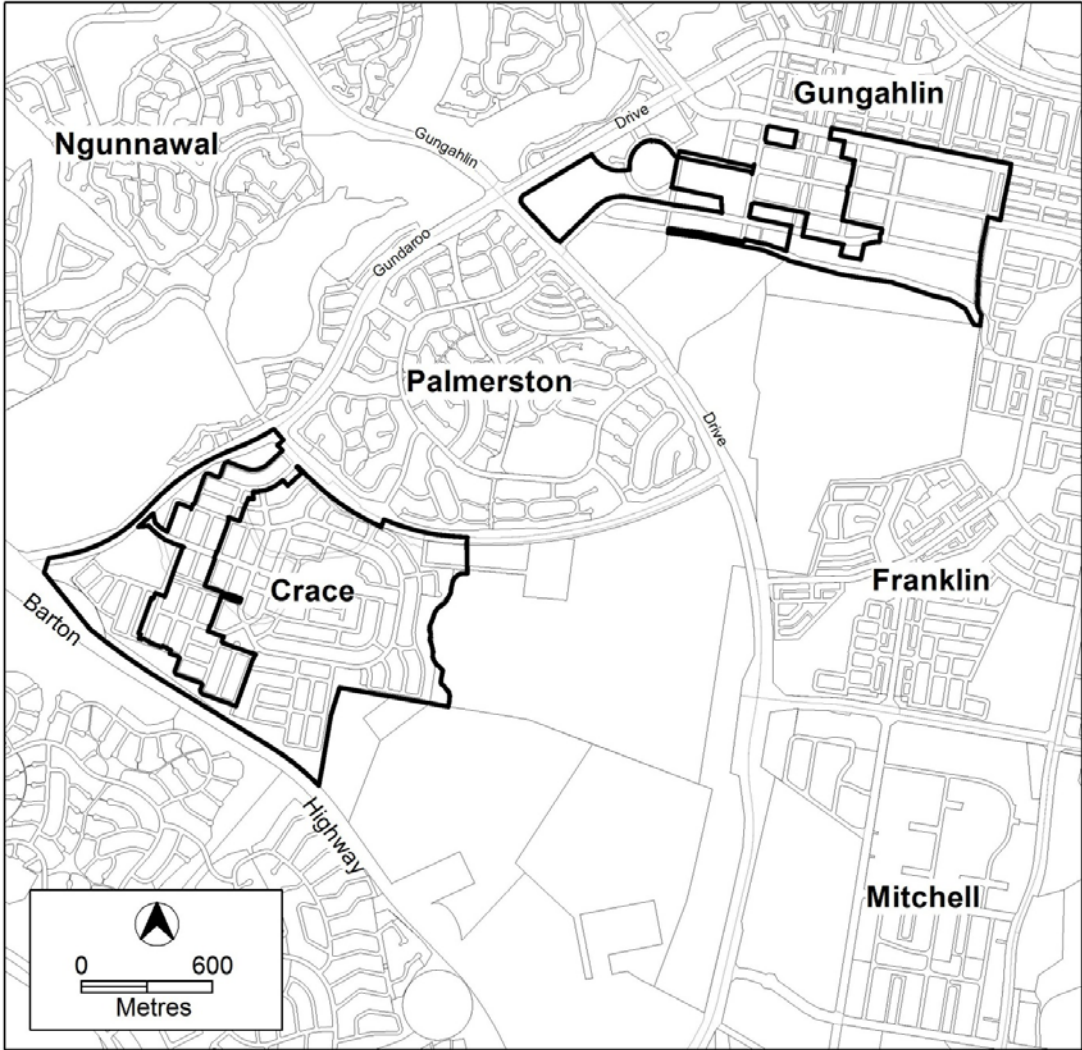 Gungahlin
Drive
Ngunnawal
Gungahlin
Gundaroo
Palmerston
Drive
Crace
Franklin
Barton
Highway
Mitchell
0 600
Metres